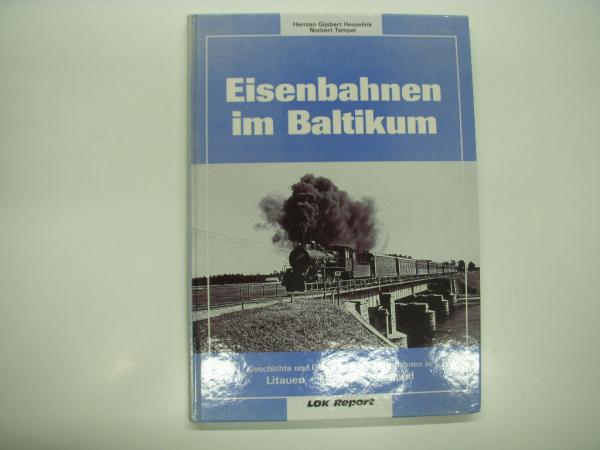 Herman Gijsbert Hesselink
Norbert Tempel
Eisenbahnen
im Baltikum
Geschichte und
Litauen
LOK Report